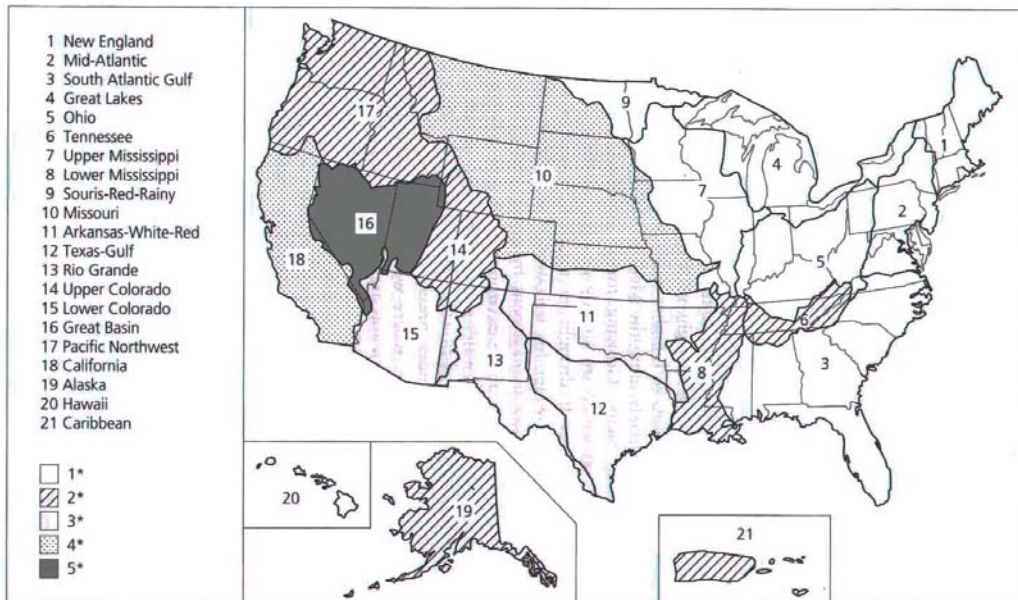 1 New England
2 Mid-Atlantic
3 South Atlantic Gulf
4 Great Lakes
5 Ohio
6 Tennessee
7 Upper Mississippi
8 Lower Mississippi
9 Souris-Red-Rainy
10 Missouri
11 Arkansas-White-Red
12 Texas-Gulf
13 Rio Grande
14 Upper Colorado
15 Lower Colorado
16 Great Basin
17 Pacific Northwest
18 California
19 Alaska
20 Hawaii
21 Caribbean
1*
2*
3*
4*
5*
17
9
1
4
10
7
2
16
14
18
5
11
6
15
13
8
3
12
20
19
21